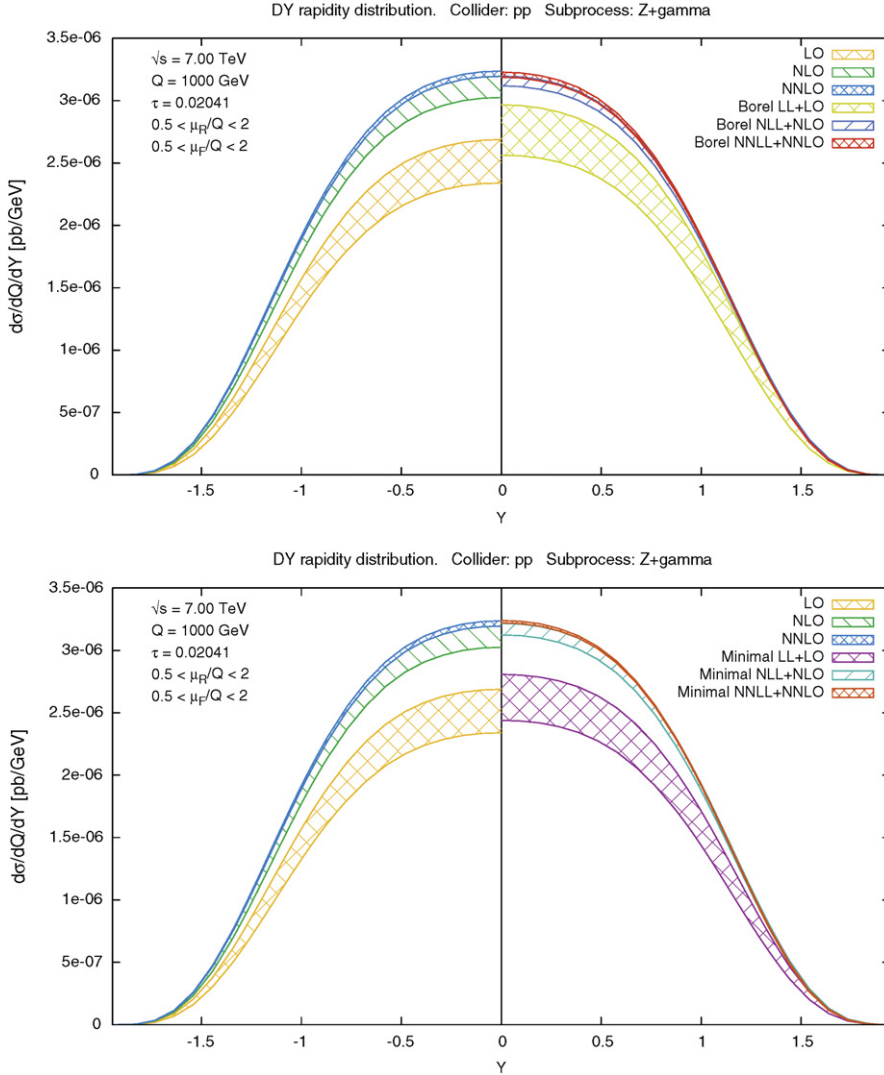 DY rapidity distribution.   Collider: pp   Subprocess: Z+gamma
3.5e-06
3e-06
2.5e-06
2e-06
1.5e-06
1e-06
5e-07
0
dσ/dQ/dY [pb/GeV]
√s = 7.00 TeV
Q = 1000 GeV
τ = 0.02041
0.5 < μR/Q < 2
0.5 < μF/Q < 2
LO
NLO
NNLO
Borel LL+LO
Borel NLL+NLO
Borel NNLL+NNLO
-1.5 -1 -0.5 0 0.5 1 1.5
Y
DY rapidity distribution.   Collider: pp   Subprocess: Z+gamma
3.5e-06
3e-06
2.5e-06
2e-06
1.5e-06
1e-06
5e-07
0
dσ/dQ/dY [pb/GeV]
√s = 7.00 TeV
Q = 1000 GeV
τ = 0.02041
0.5 < μR/Q < 2
0.5 < μF/Q < 2
LO
NLO
NNLO
Minimal LL+LO
Minimal NLL+NLO
Minimal NNLL+NNLO
-1.5 -1 -0.5 0 0.5 1 1.5
Y